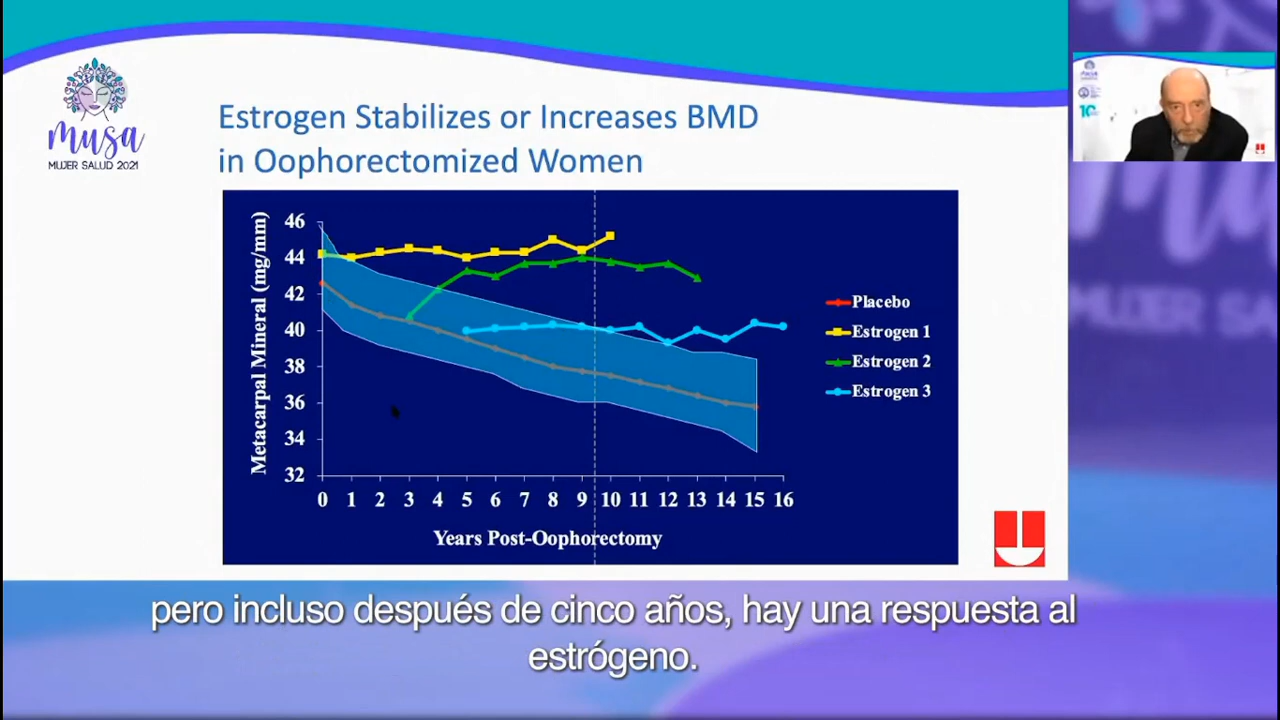 musa
MUJER SALUD 2021
Estrogen Stabilizes or Increases BMD
in Oophorectomized Women
Metacarpal Mineral (mg/mm)
46
44
42
40
38
36
34
32
0 1 2 3 4 5 6 7 8 9 10 11 12 13 14 15 16
Years Post-Oophorectomy
Placebo
Estrogen 1
Estrogen 2
Estrogen 3
pero incluso después de cinco años, hay una respuesta al
estrógeno.